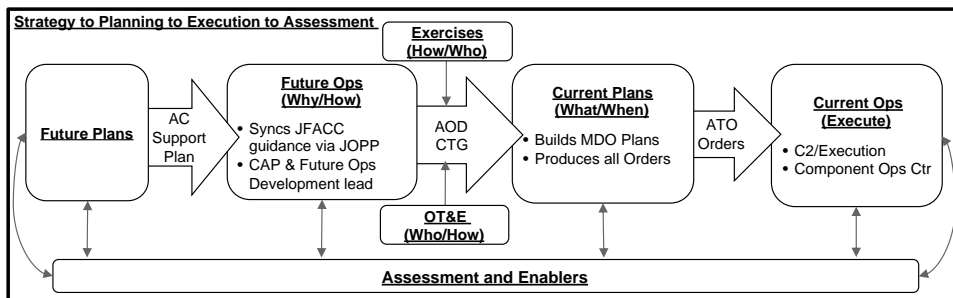 Strategy to Planning to Execution to Assessment
Exercises
(How/Who)
Future Plans
AC
Support
Plan
Future Ops
(Why/How)
• Syncs JFACC
guidance via JOPP
• CAP & Future Ops
Development lead
AOD
CTG
OT&E
(Who/How)
Current Plans
(What/When)
• Builds MDO Plans
• Produces all Orders
ATO
Orders
Current Ops
(Execute)
• C2/Execution
• Component Ops Ctr
Assessment and Enablers